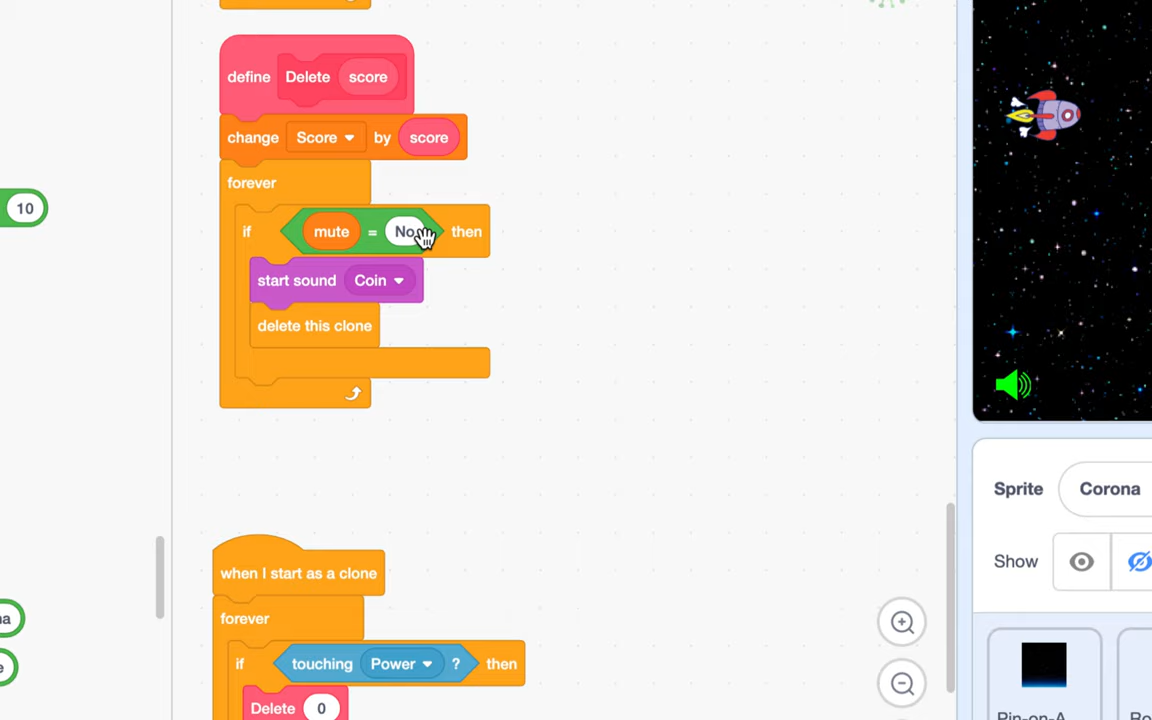 define Delete score
change Score by score
forever
10
if mute = No then
start sound Coin
delete this clone
Sprite Corona
Show
when I start as a clone
forever
if touching Power ? then
Delete 0